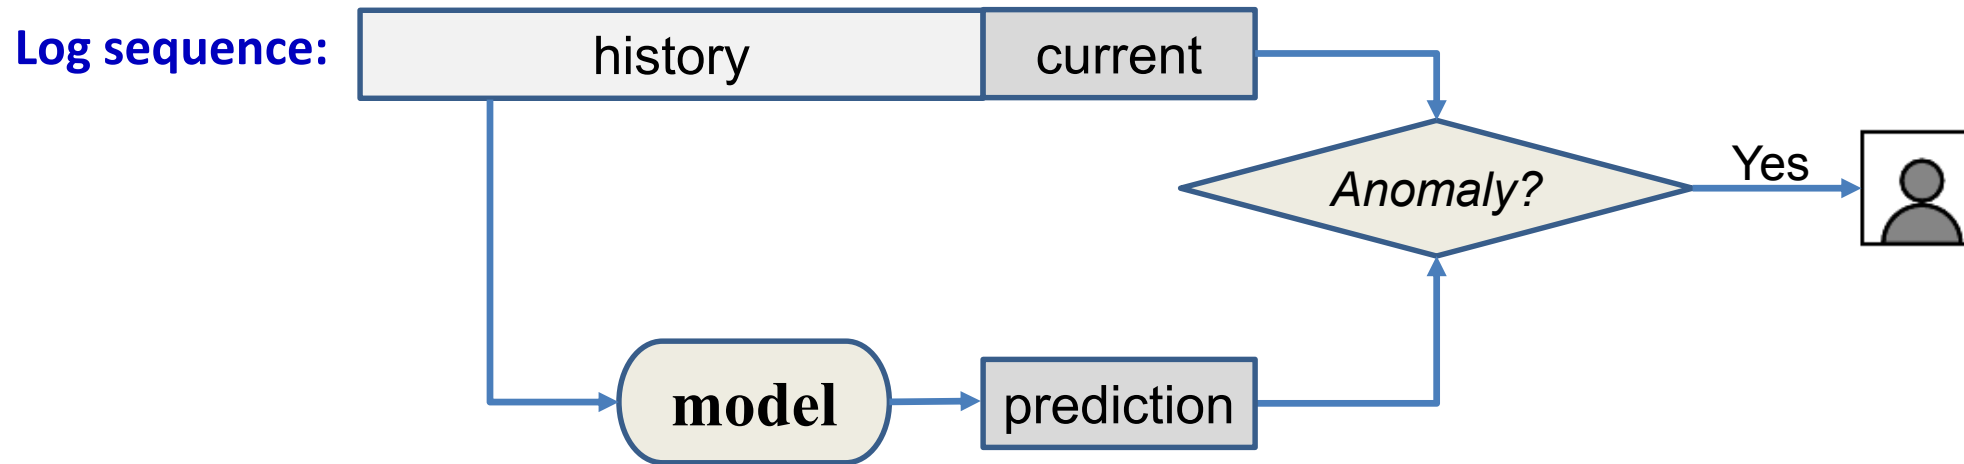 Log sequence:
history
current
Anomaly?
Yes
model
prediction